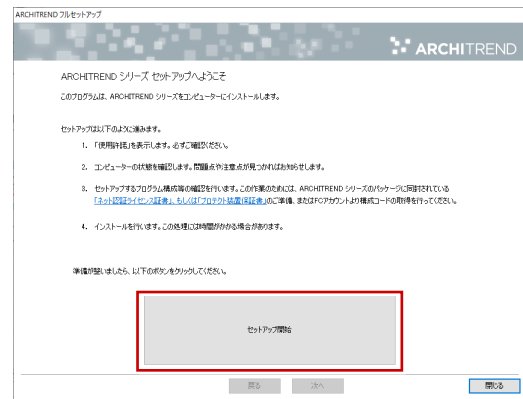 ARCHITREND フルセットアップ
ARCHITREND
ARCHITREND シリーズ セットアップへようこそ
このプログラムは、ARCHITREND シリーズをコンピューターにインストールします。
セットアップは以下のように進みます。
1. 「使用許諾」を表示します。必ずご確認ください。
2. コンピューターの状態を確認します。問題点や注意点が見つかればお知らせします。
3. セットアップするプログラム構成等の確認を行います。この作業のためには、ARCHITREND シリーズのパッケージに同封されている
「ネット認証ライセンス証書」、もしくは「プロテクト装置保証書」のご準備、またはFCアカウントより構成コードの取得を行ってください。
4. インストールを行います。この処理には時間がかかる場合があります。
準備が整いましたら、以下のボタンをクリックしてください。
セットアップ開始
戻る 次へ 閉じる